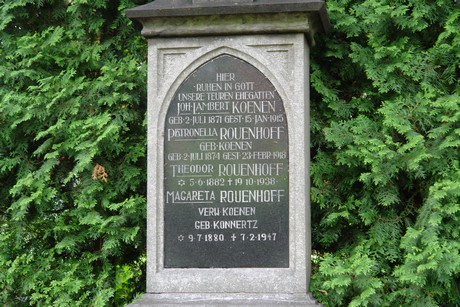 HIER
RUHEN IN GOTT
UNSERE TEUREN EHEGATTEN
JOH·LAMBERT KOENEN
GEB·2·JULI 1871 GEST·15·JAN·1915
PETRONELLA ROUENHOFF
GEB·KOENEN
GEB·2·JULI 1874 GEST·23·FEBR·1918
THEODOR ROUENHOFF
* 5·6·1882 † 19·10·1938
MAGARETA ROUENHOFF
VERW·KOENEN
GEB·KONNERTZ
* 9·7·1880 † 7·2·1947